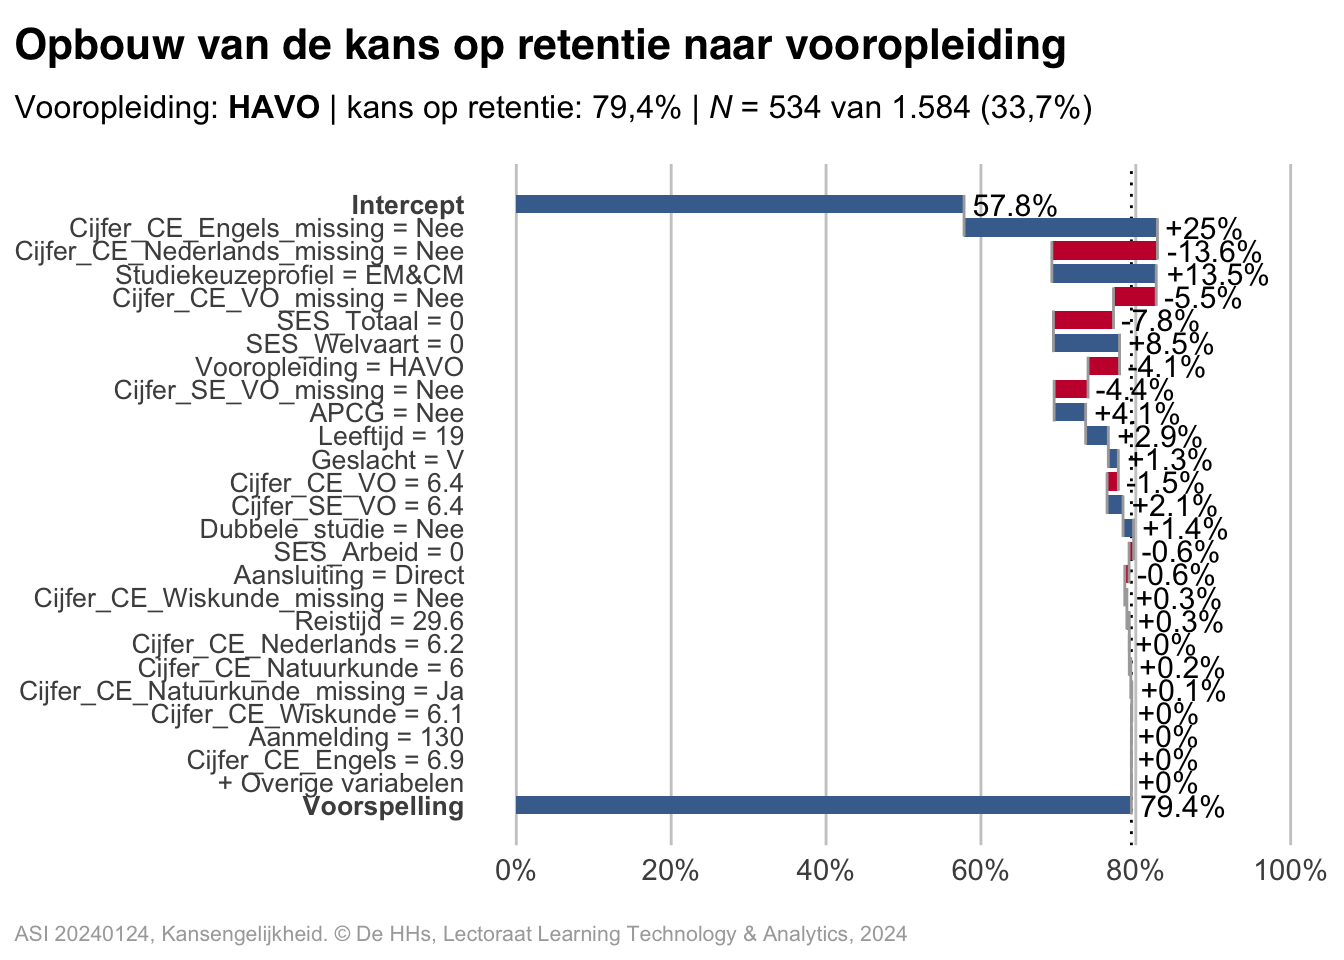 Opbouw van de kans op retentie naar vooropleiding
Vooropleiding: HAVO | kans op retentie: 79,4% | N = 534 van 1.584 (33,7%)
Intercept 57.8%
Cijfer_CE_Engels_missing = Nee +25%
Cijfer_CE_Nederlands_missing = Nee -13.6%
Studiekeuzeprofiel = EM&CM +13.5%
Cijfer_CE_VO_missing = Nee -5.5%
SES_Totaal = 0 -7.8%
SES_Welvaart = 0 +8.5%
Vooropleiding = HAVO -4.1%
Cijfer_SE_VO_missing = Nee -4.4%
APCG = Nee +4.1%
Leeftijd = 19 +2.9%
Geslacht = V +1.3%
Cijfer_CE_VO = 6.4 -1.5%
Cijfer_SE_VO = 6.4 +2.1%
Dubbele_studie = Nee +1.4%
SES_Arbeid = 0 -0.6%
Aansluiting = Direct -0.6%
Cijfer_CE_Wiskunde_missing = Nee +0.3%
Reistijd = 29.6 +0.3%
Cijfer_CE_Nederlands = 6.2 +0%
Cijfer_CE_Natuurkunde = 6 +0.2%
Cijfer_CE_Natuurkunde_missing = Ja +0.1%
Cijfer_CE_Wiskunde = 6.1 +0%
Aanmelding = 130 +0%
Cijfer_CE_Engels = 6.9 +0%
+ Overige variabelen +0%
Voorspelling 79.4%
0% 20% 40% 60% 80% 100%
ASI 20240124, Kansengelijkheid. © De HHs, Lectoraat Learning Technology & Analytics, 2024